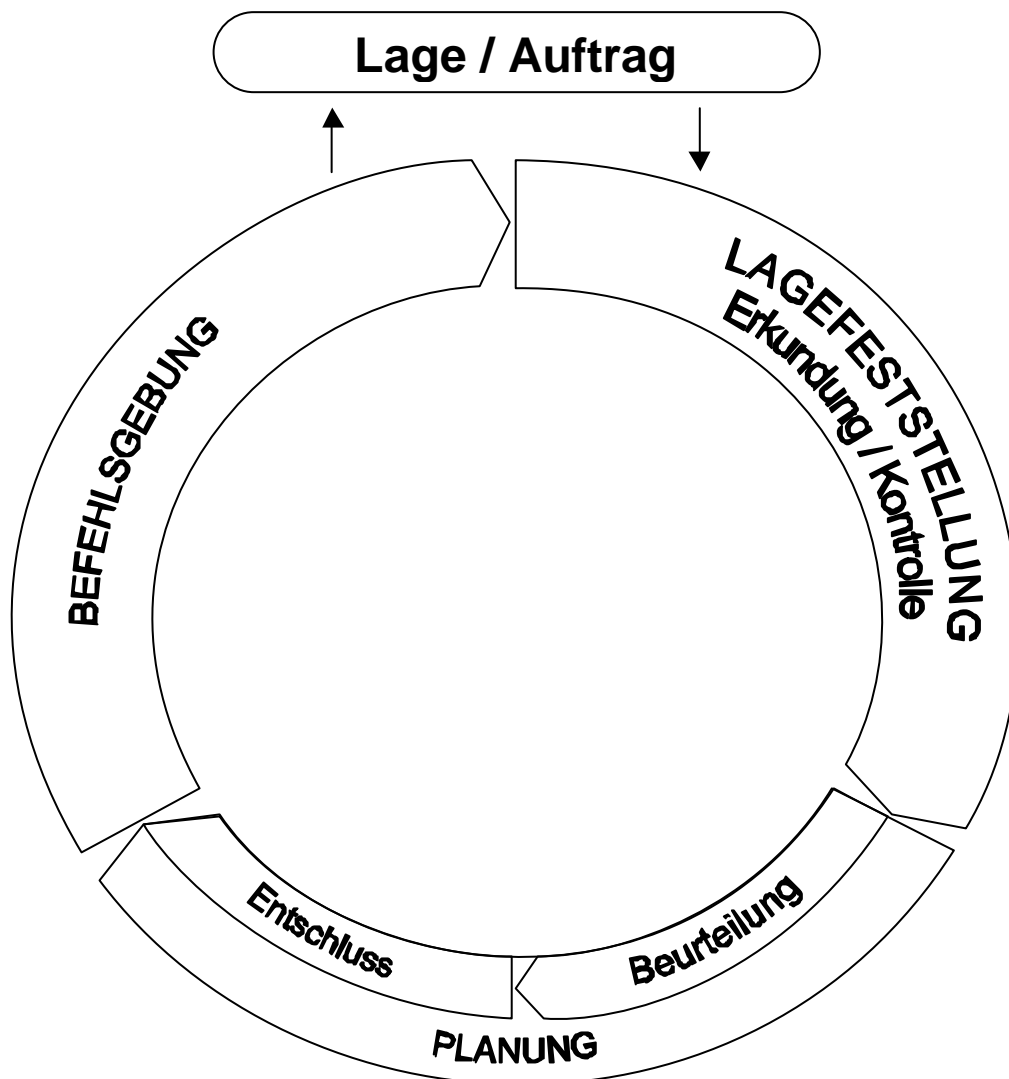 Lage / Auftrag
LAGEFESTSTELLUNG
Erkundung / Kontrolle
BEFEHLSGEBUNG
Entschluss
Beurteilung
PLANUNG